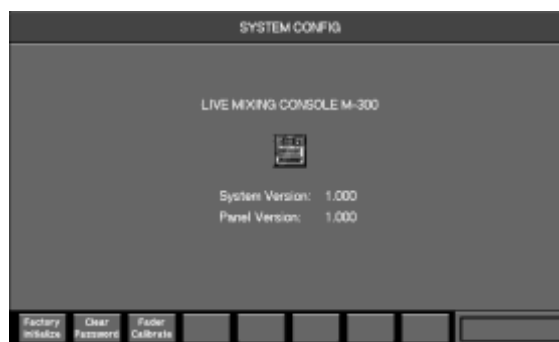 SYSTEM CONFIG
LIVE MIXING CONSOLE M-300
System Version: 1.000
Panel Version: 1.000
Factory Initialize
Clear Password
Fader Calibrate